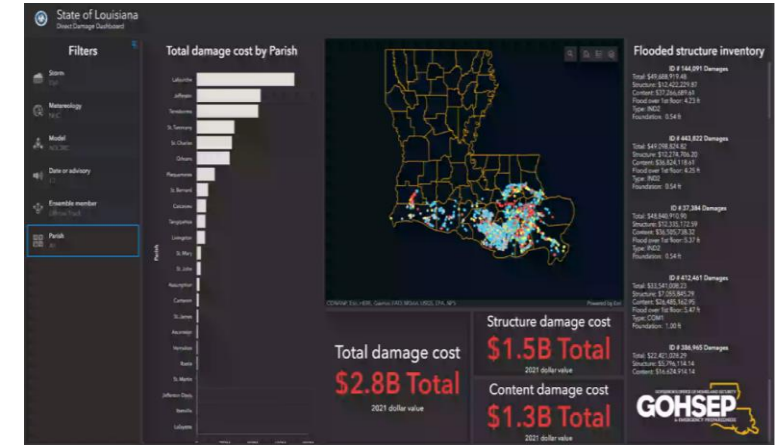 State of Louisiana
Direct Damage Dashboard
Filters
Storm
Meteorology
Model
Date or advisory
Ensemble member
Parish
Total damage cost by Parish
Lafourche
Jefferson
Terrebonne
St. Tammany
St. Charles
Orleans
Plaquemines
St. Bernard
Tangipahoa
Livingston
St. Mary
St. John
Assumption
Cameron
St. James
Ascension
Vermilion
St. Martin
Jefferson Davis
Iberville
Lafayette
Parish
Powered by Esri
Total damage cost
$2.8B Total
2021 dollar value
Structure damage cost
$1.5B Total
2021 dollar value
Content damage cost
$1.3B Total
2021 dollar value
Flooded structure inventory
ID # 144,091 Damages
Total: $49,688,919.48
Structure: $12,422,229.87
Content: $37,266,689.61
Flood over 1st floor: 4.23 ft
Type: IND2
Foundation: 0.54 ft
ID # 443,822 Damages
Total: $49,098,824.82
Structure: $12,274,706.20
Content: $36,824,118.61
Flood over 1st floor: 4.35 ft
Type: IND2
Foundation: 0.54 ft
ID # 37,384 Damages
Total: $48,840,910.90
Structure: $12,335,172.59
Content: $36,505,738.32
Flood over 1st floor: 5.37 ft
Type: IND2
Foundation: 0.54 ft
ID # 412,461 Damages
Total: $33,541,008.23
Structure: $7,055,845.29
Content: $26,485,162.95
Flood over 1st floor: 5.47 ft
Type: COM1
Foundation: 1.00 ft
ID # 386,965 Damages
Total: $22,421,028.29
Structure: $5,796,114.14
Content: $16,624,914.14
GOHSEP
& EMERGENCY PREPAREDNESS